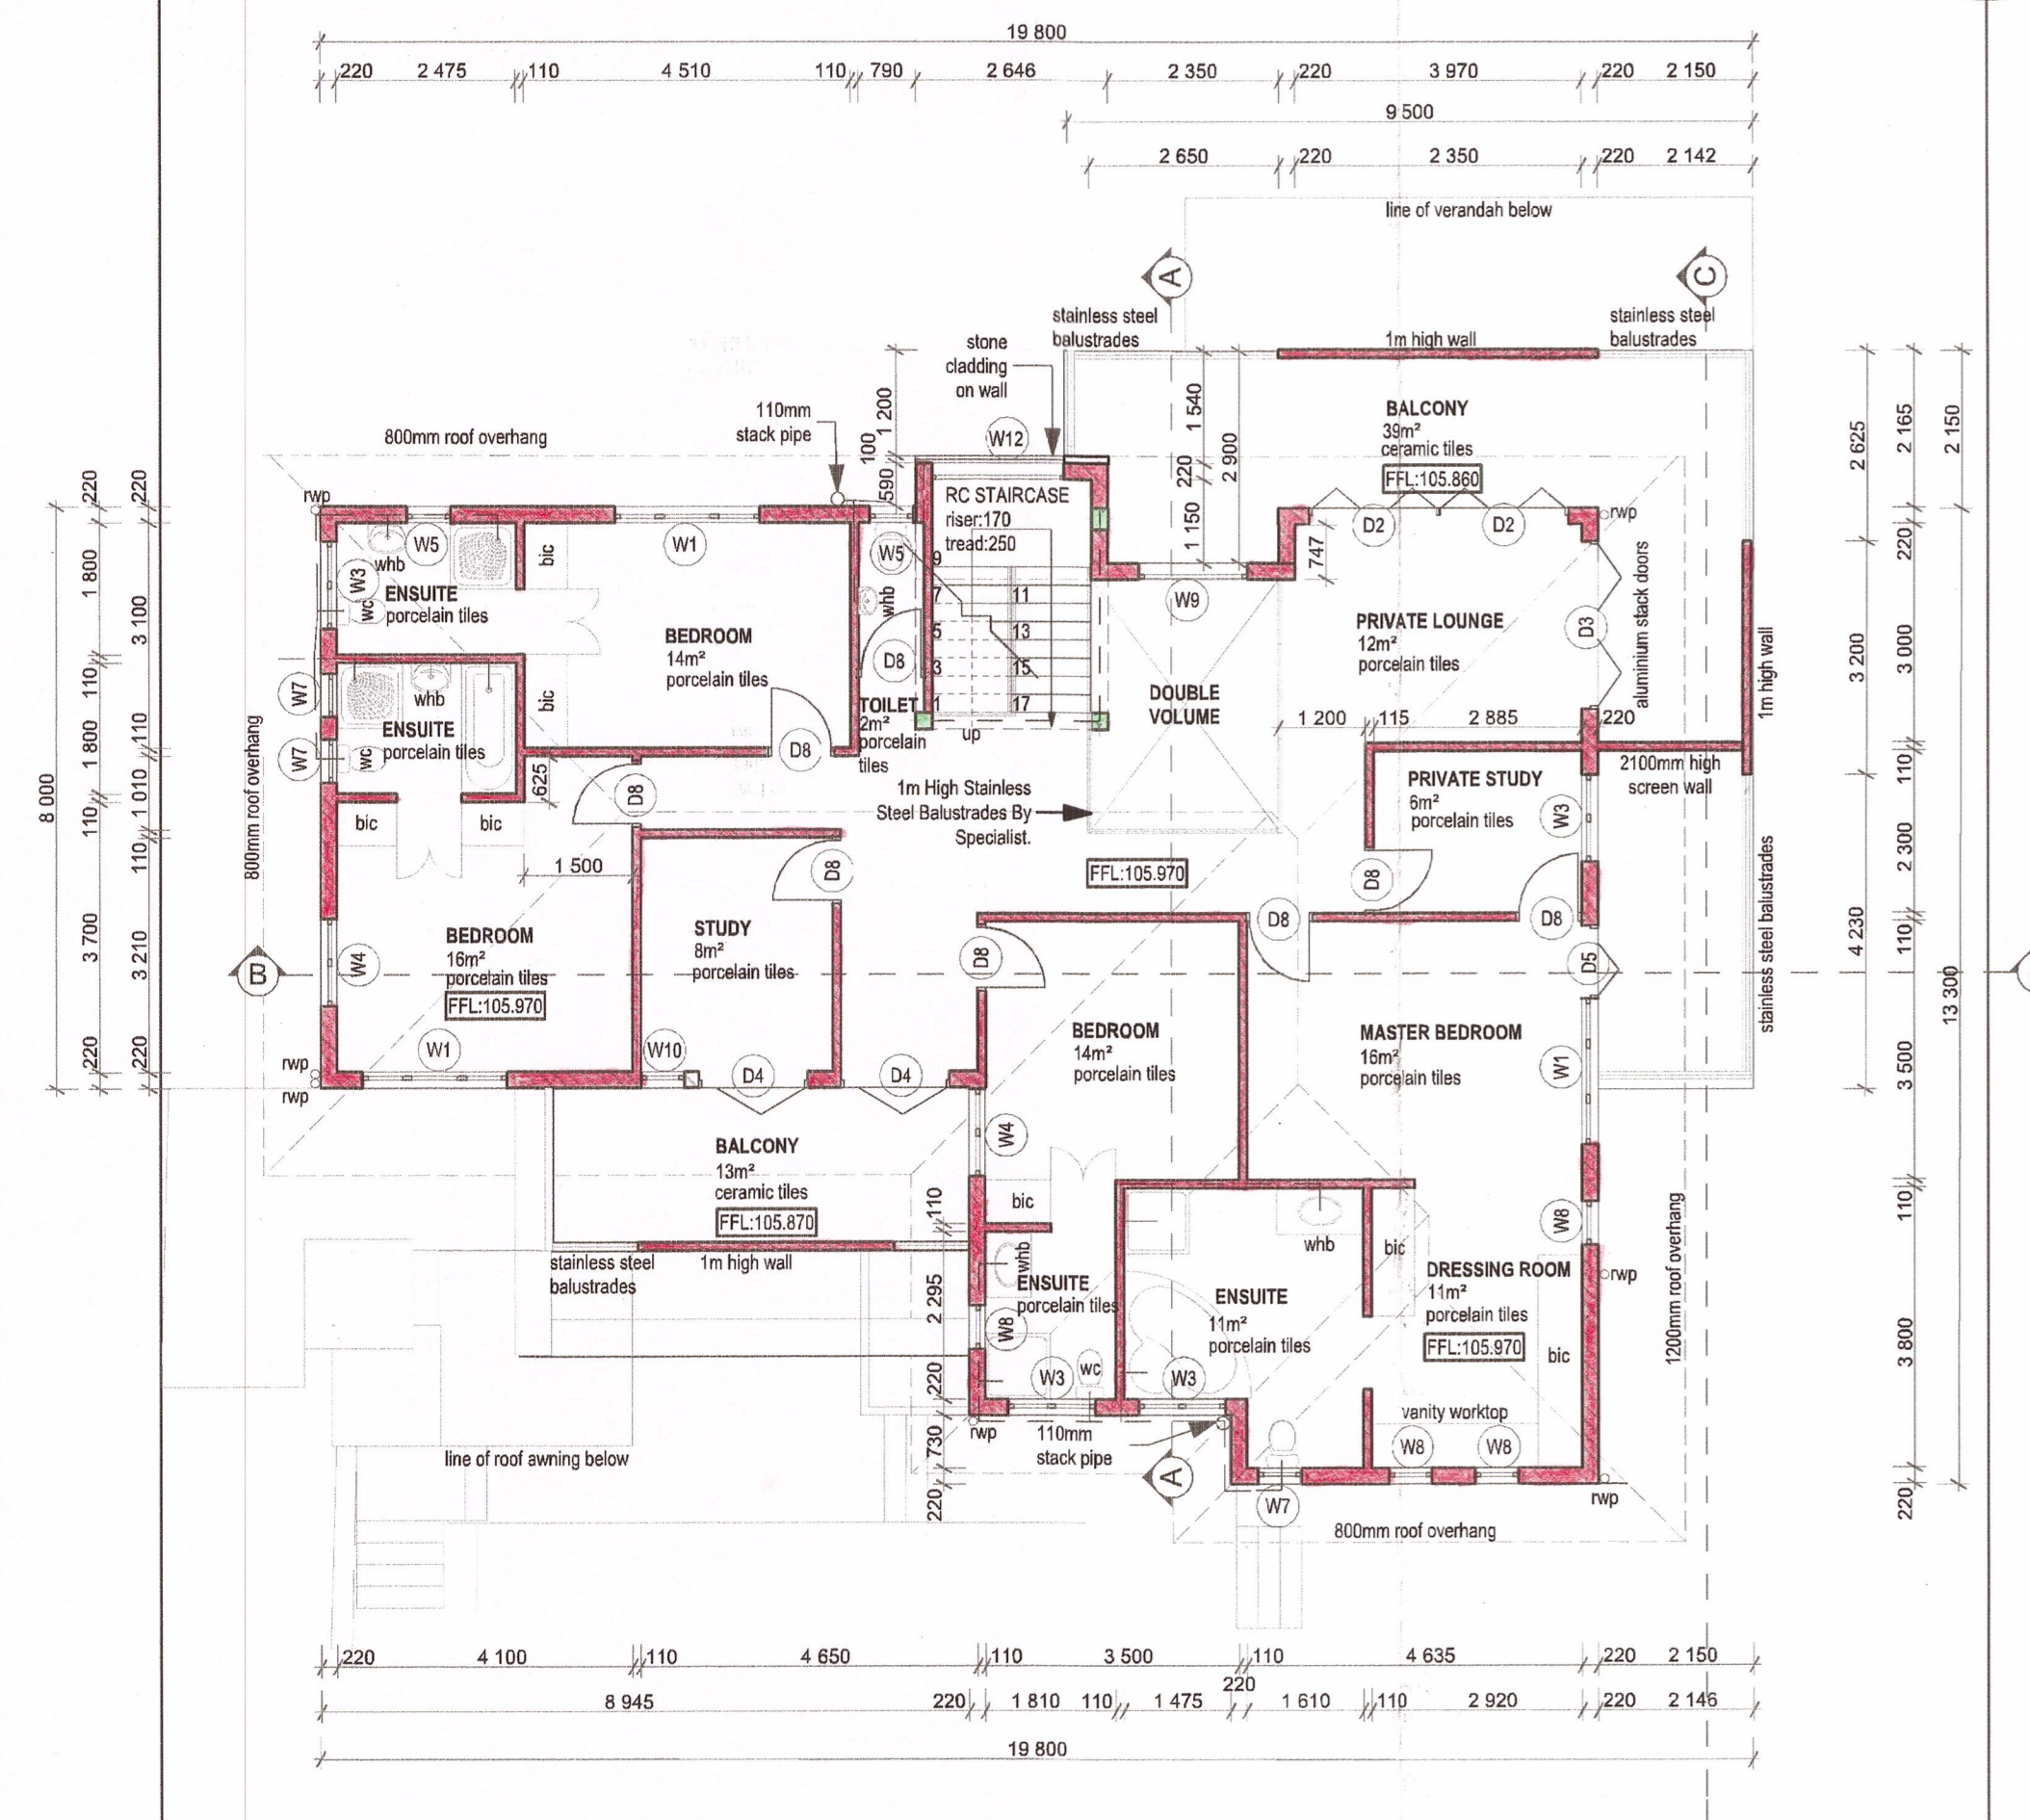 19 800
220 2 475 110 4 510 110 790 2 646 2 350 220 3 970 220 2 150
9 500
2 650 220 2 350 220 2 142
line of verandah below
A
C
stainless steel
balustrades
stainless steel
balustrades
1m high wall
stone
cladding
on wall
110mm
stack pipe
800mm roof overhang
1 200
100
590
W12
1 540
220
1 150
2 900
BALCONY
39m²
ceramic tiles
FFL:105.860
D2 D2
rwp
747
rwp
W5
whb
W3
wc
ENSUITE
porcelain tiles
bic
W1
BEDROOM
14m²
porcelain tiles
bic
D8
W5
whb
D8
TOILET
2m²
porcelain
tiles
RC STAIRCASE
riser:170
tread:250
9
7 11
5 13
3 15
1 17
up
W9
DOUBLE
VOLUME
PRIVATE LOUNGE
12m²
porcelain tiles
D3
aluminium stack doors
1m high wall
1 200 115 2 885 220
W7
whb
ENSUITE
porcelain tiles
W7
wc
bic bic
625
D8
1 500
1m High Stainless
Steel Balustrades By
Specialist.
PRIVATE STUDY
6m²
porcelain tiles
W3
2100mm high
screen wall
D8
FFL:105.970
D8
D8
D8
800mm roof overhang
B
W4
BEDROOM
16m²
porcelain tiles
FFL:105.970
W1
rwp
rwp
STUDY
8m²
porcelain tiles
W10
D4 D4
D8
BEDROOM
14m²
porcelain tiles
MASTER BEDROOM
16m²
porcelain tiles
D5
W1
stainless steel balustrades
W4
BALCONY
13m²
ceramic tiles
FFL:105.870
stainless steel
balustrades
1m high wall
bic
whb
ENSUITE
porcelain tiles
W8
W3
wc
whb
ENSUITE
11m²
porcelain tiles
W3
bic
W8
DRESSING ROOM
11m²
porcelain tiles
FFL:105.970
bic
rwp
1200mm roof overhang
vanity worktop
W8 W8
rwp
110mm
stack pipe
A
W7
rwp
line of roof awning below
800mm roof overhang
8 000
220
1 800
110
1 800
110
3 700
220
220
3 100
110
1 010
110
3 210
220
110
2 295
220
730
220
2 625
3 200
4 230
2 165
220
3 000
110
2 300
110
3 500
110
3 800
220
2 150
13 300
220 4 100 110 4 650 110 3 500 110 4 635 220 2 150
8 945 220 1 810 110 1 475 220 1 610 110 2 920 220 2 146
19 800